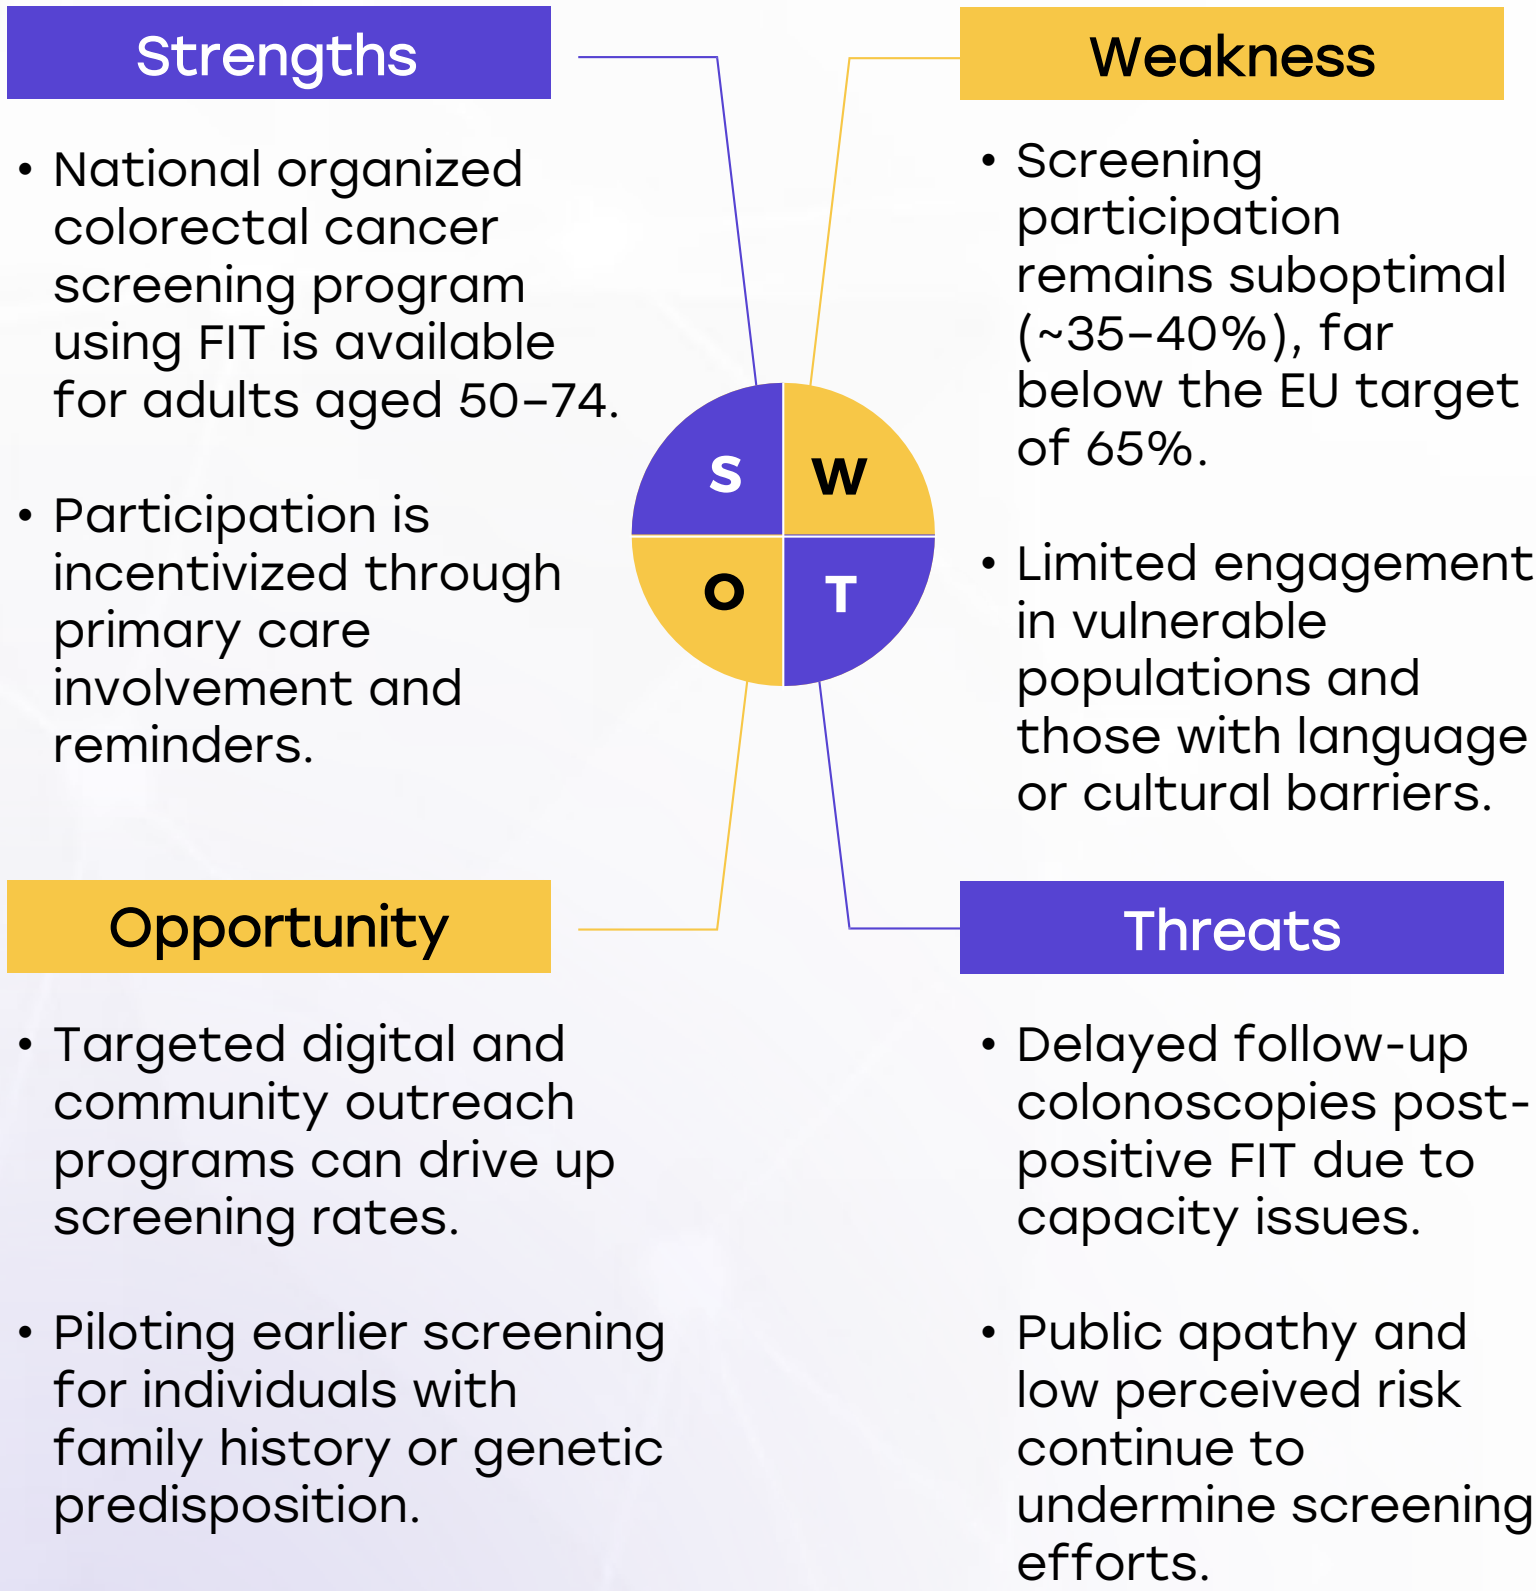 Strengths
• National organized
colorectal cancer
screening program
using FIT is available
for adults aged 50–74.
• Participation is
incentivized through
primary care
involvement and
reminders.
Weakness
• Screening
participation
remains suboptimal
(~35–40%), far
below the EU target
of 65%.
• Limited engagement
in vulnerable
populations and
those with language
or cultural barriers.
S
W
O
T
Opportunity
• Targeted digital and
community outreach
programs can drive up
screening rates.
• Piloting earlier screening
for individuals with
family history or genetic
predisposition.
Threats
• Delayed follow-up
colonoscopies post-
positive FIT due to
capacity issues.
• Public apathy and
low perceived risk
continue to
undermine screening
efforts.